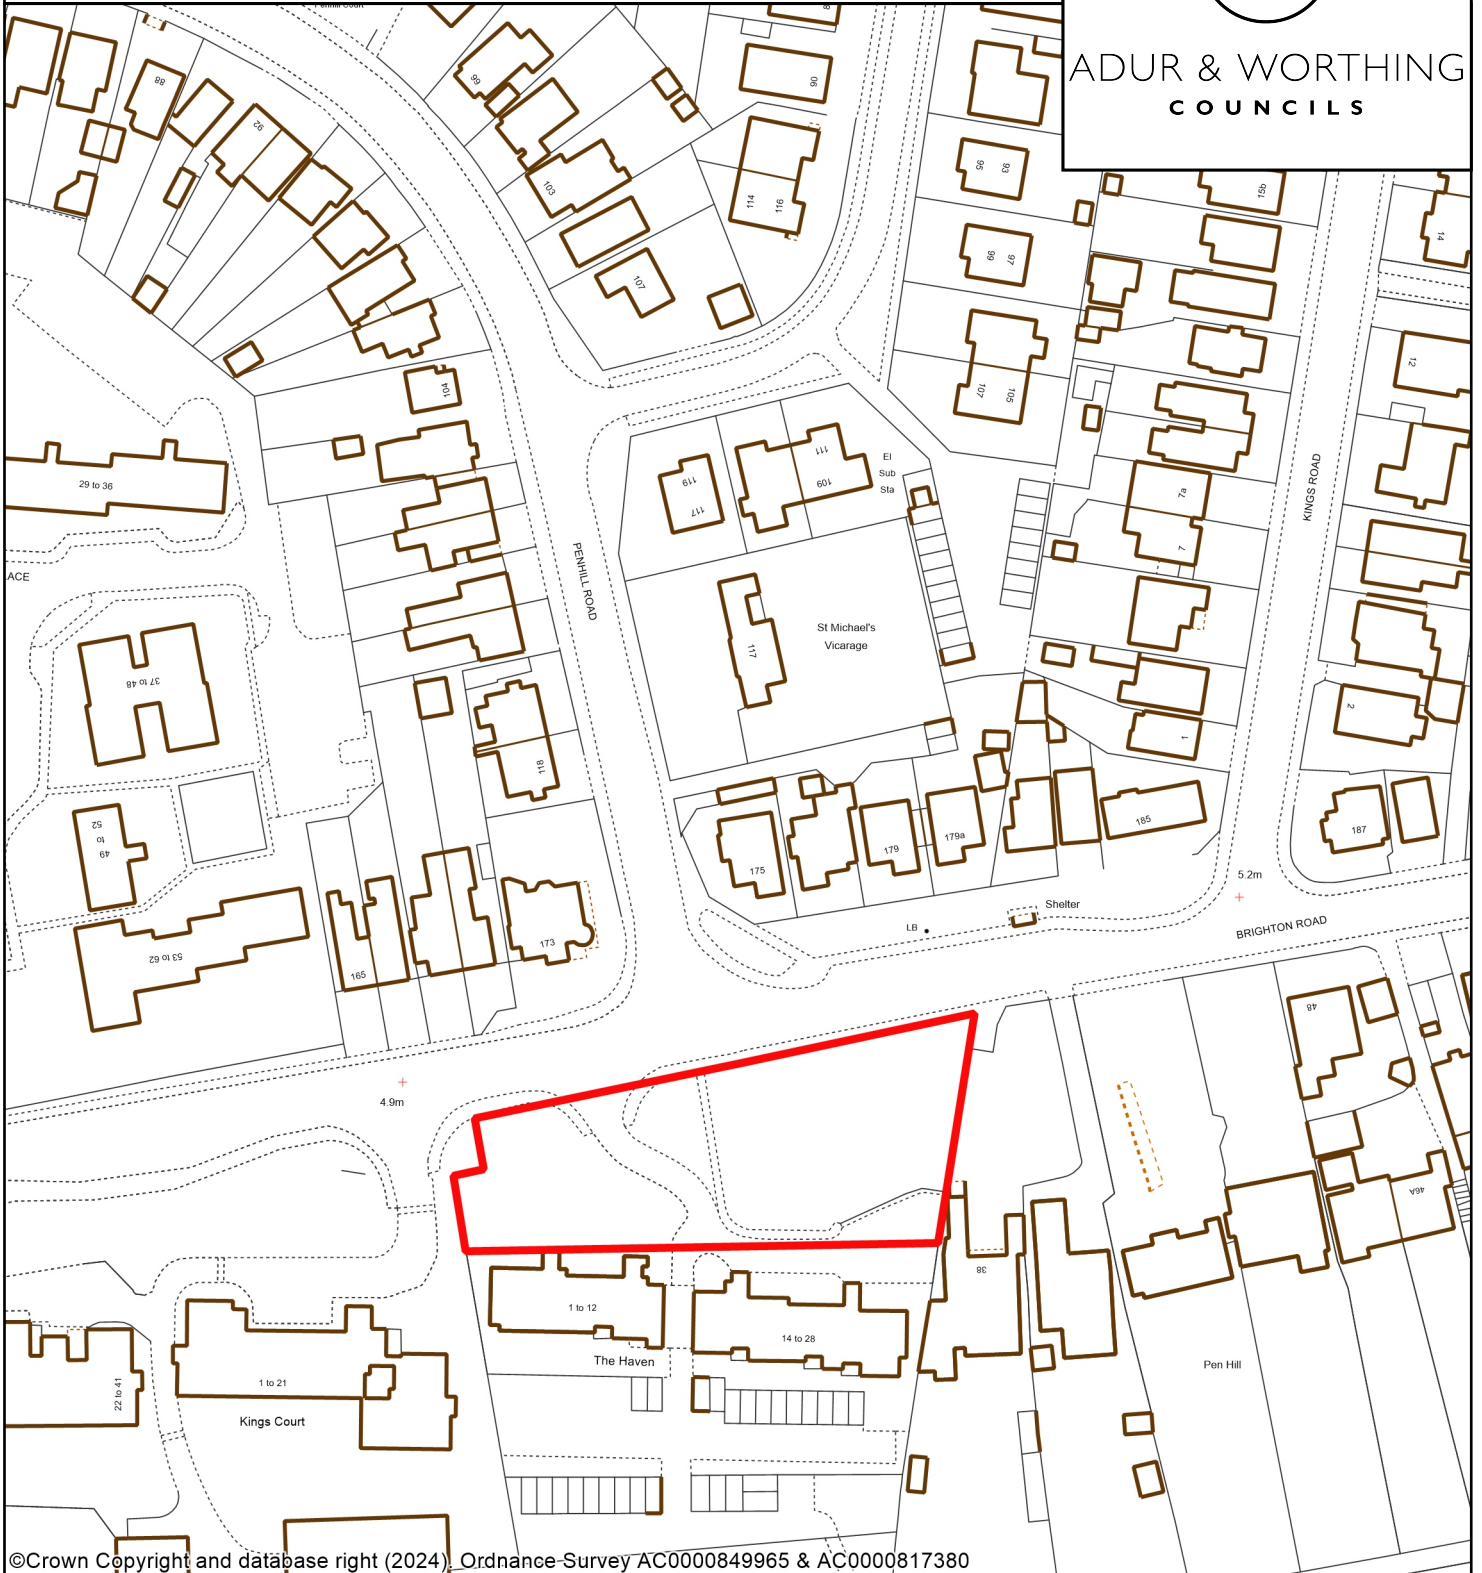 Penhill Court
ADUR & WORTHING
COUNCILS
88
92
99
103
107
90
114
116
95
93
99
97
107
105
15b
14
12
104
119
117
111
109
El
Sub
Sta
29 to 36
LACE
PENHILL ROAD
KINGS ROAD
7a
7
St Michael's
Vicarage
117
37 to 48
118
2
1
52
to
49
175
179
179a
185
187
5.2m
Shelter
LB
BRIGHTON ROAD
53 to 62
165
173
48
4.9m
46A
38
1 to 12
14 to 28
The Haven
Pen Hill
22 to 41
1 to 21
Kings Court
©Crown Copyright and database right (2024). Ordnance Survey AC0000849965 & AC0000817380